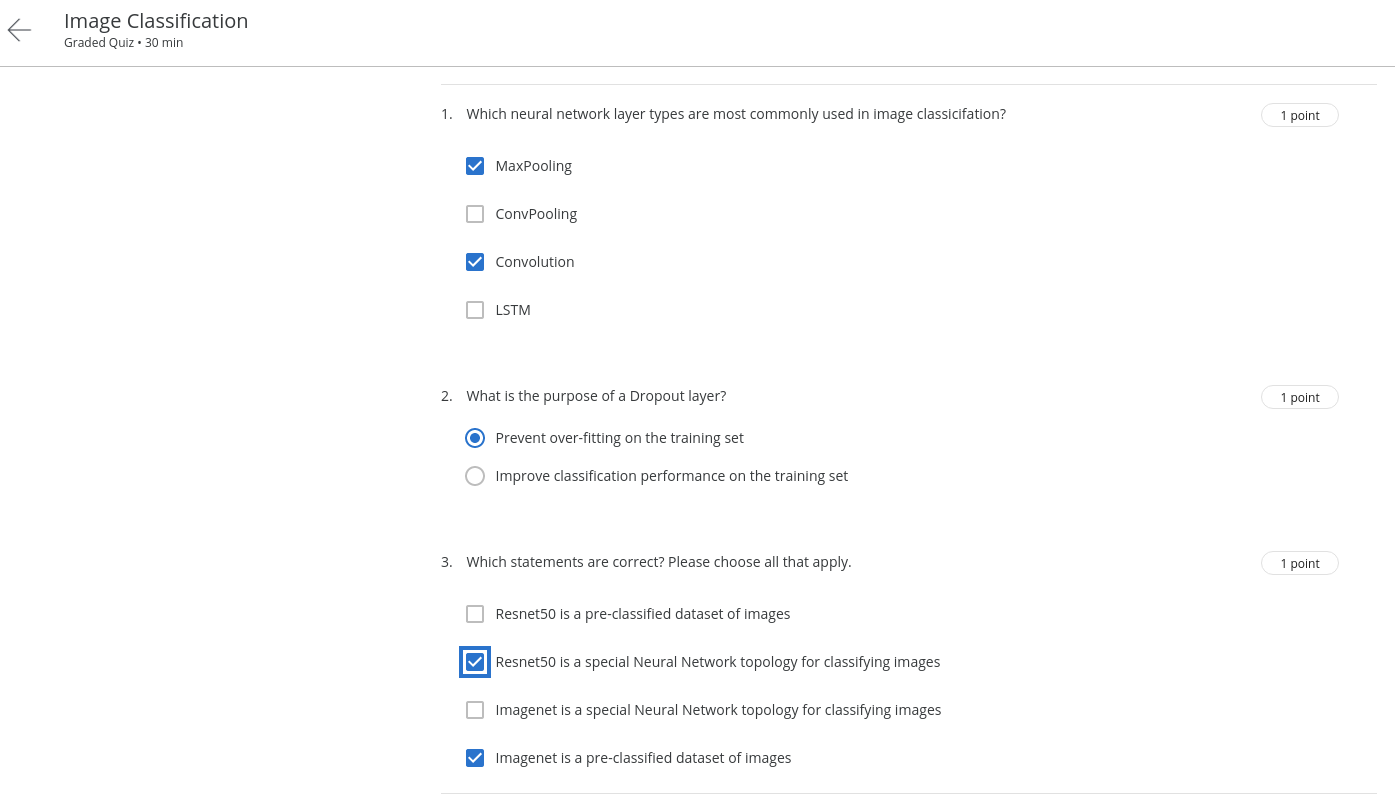 Image Classification
Graded Quiz • 30 min
1. Which neural network layer types are most commonly used in image classicifation? 1 point
MaxPooling
ConvPooling
Convolution
LSTM
2. What is the purpose of a Dropout layer? 1 point
Prevent over-fitting on the training set
Improve classification performance on the training set
3. Which statements are correct? Please choose all that apply. 1 point
Resnet50 is a pre-classified dataset of images
Resnet50 is a special Neural Network topology for classifying images
Imagenet is a special Neural Network topology for classifying images
Imagenet is a pre-classified dataset of images